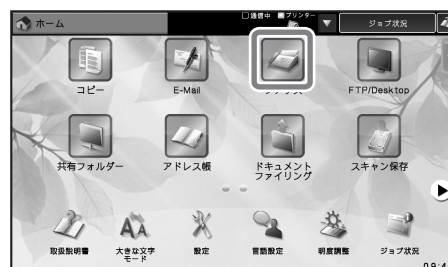 ホーム
通信中
プリンター
ジョブ状況
コピー
E-Mail
FTP/Desktop
共有フォルダー
アドレス帳
ドキュメント
ファイリング
スキャン保存
取扱説明書
大きな文字
モード
設定
言語設定
明度調整
ジョブ状況